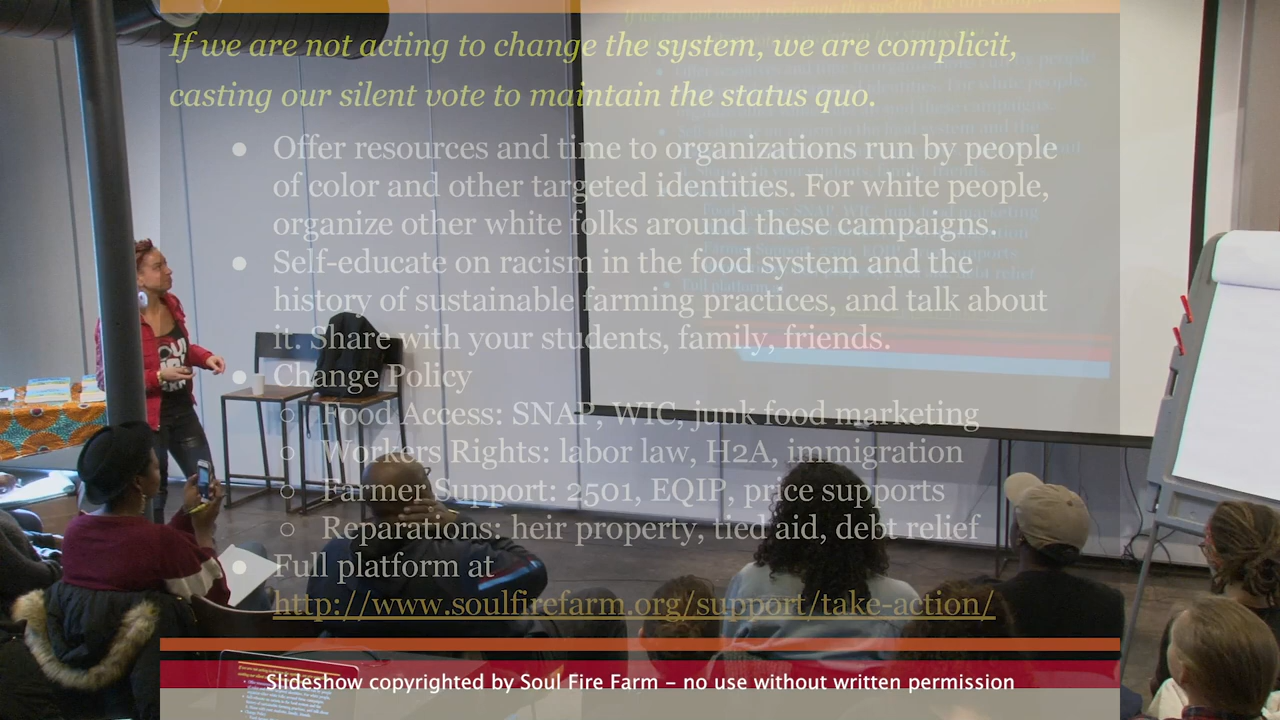 If we are not acting to change the system, we are complicit,
casting our silent vote to maintain the status quo.
● Offer resources and time to organizations run by people
of color and other targeted identities. For white people,
organize other white folks around these campaigns.
● Self-educate on racism in the food system and the
history of sustainable farming practices, and talk about
it. Share with your students, family, friends.
● Change Policy
○ Food Access: SNAP, WIC, junk food marketing
○ Workers Rights: labor law, H2A, immigration
○ Farmer Support: 2501, EQIP, price supports
○ Reparations: heir property, tied aid, debt relief
● Full platform at
http://www.soulfirefarm.org/support/take-action/
Slideshow copyrighted by Soul Fire Farm – no use without written permission